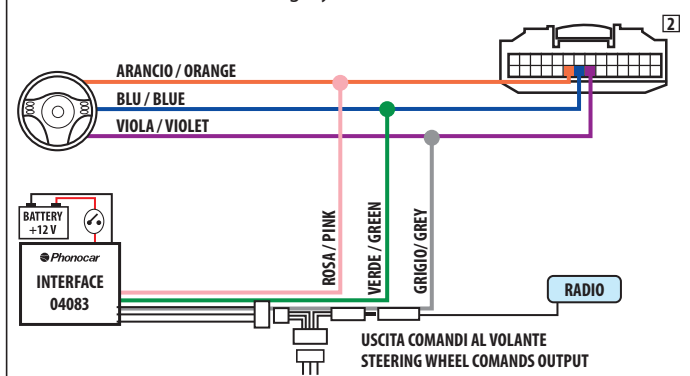 2
ARANCIO / ORANGE
BLU / BLUE
VIOLA / VIOLET
BATTERY
+12 V
ROSA / PINK
VERDE / GREEN
GRIGIO/ GREY
Phonocar
INTERFACE
04083
RADIO
USCITA COMANDI AL VOLANTE
STEERING WHEEL COMANDS OUTPUT